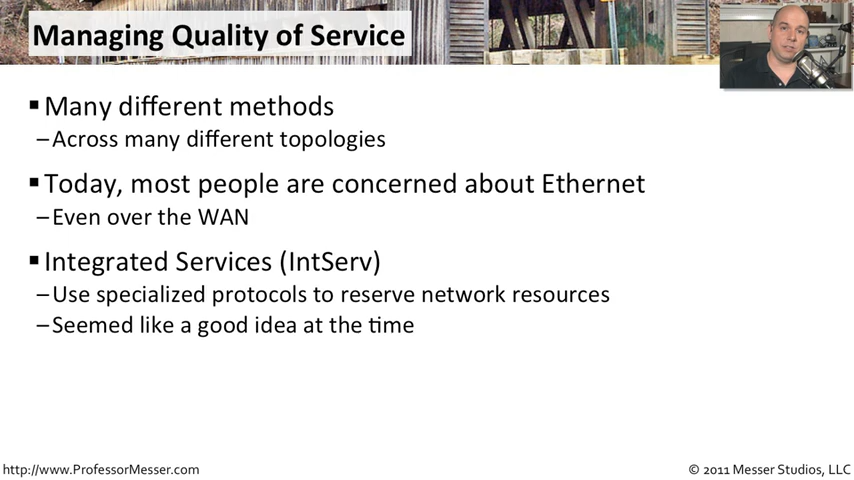 Managing Quality of Service
▪Many different methods
–Across many different topologies
▪Today, most people are concerned about Ethernet
–Even over the WAN
▪Integrated Services (IntServ)
–Use specialized protocols to reserve network resources
–Seemed like a good idea at the time
http://www.ProfessorMesser.com
© 2011 Messer Studios, LLC